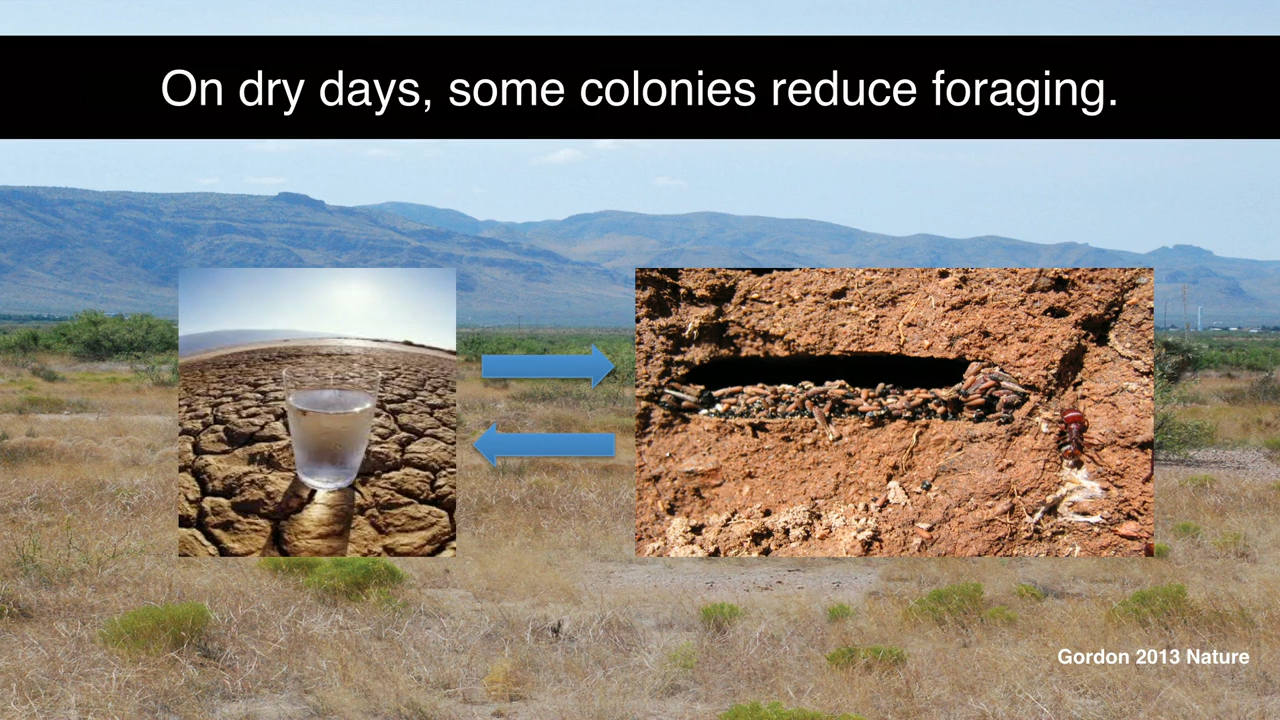 On dry days, some colonies reduce foraging.
Gordon 2013 Nature